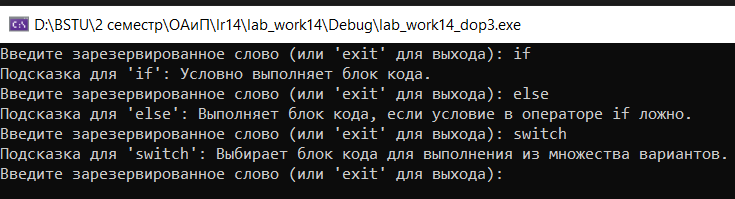 D:\BSTU\2 семестр\ОАиП\lr14\lab_work14\Debug\lab_work14_dop3.exe
Введите зарезервированное слово (или 'exit' для выхода): if
Подсказка для 'if': Условно выполняет блок кода.
Введите зарезервированное слово (или 'exit' для выхода): else
Подсказка для 'else': Выполняет блок кода, если условие в операторе if ложно.
Введите зарезервированное слово (или 'exit' для выхода): switch
Подсказка для 'switch': Выбирает блок кода для выполнения из множества вариантов.
Введите зарезервированное слово (или 'exit' для выхода):